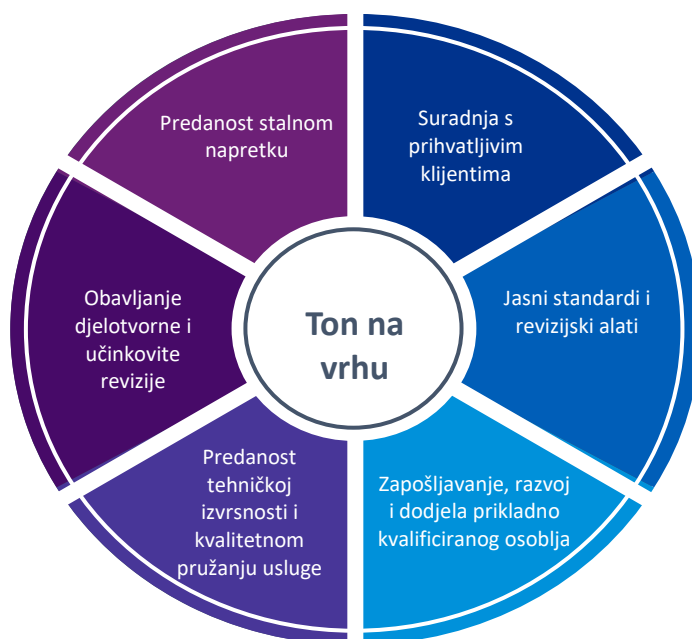 Suradnja s
prihvatljivim
klijentima
Jasni standardi i
revizijski alati
Zapošljavanje, razvoj
i dodjela prikladno
kvalificiranog osoblja
Predanost
tehničkoj
izvrsnosti i
kvalitetnom
pružanju usluge
Obavljanje
djelotvorne i
učinkovite
revizije
Predanost stalnom
napretku
Ton na
vrhu